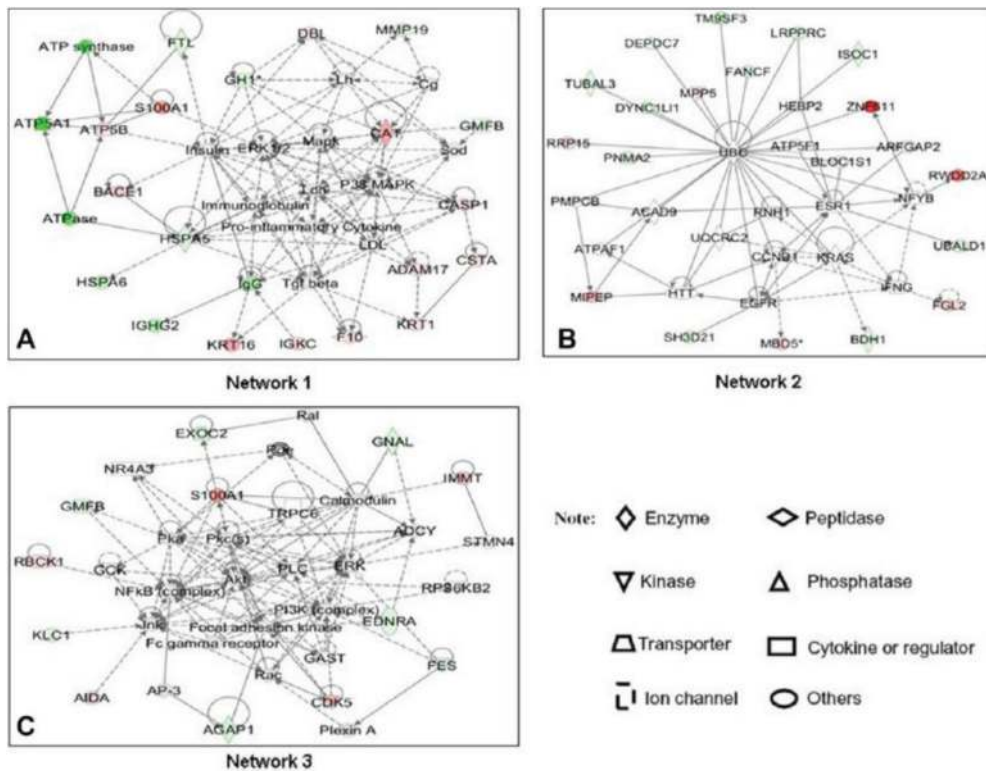 ATP synthase
FTL
DBL
MMP19
Lh
Cg
GH1
S100A1
ATP5A1
ATP5B
Insulin
ERK1/2
Mapk
CAT
GMFB
Sod
BACE1
Ldh
P38 MAPK
Immunoglobulin
CASP1
ATPase
Pro-inflammatory Cytokine
HSPA5
LDL
CSTA
ADAM17
HSPA6
IgG
Tgf beta
IGHG2
KRT1
KRT16
IGKC
F10
A
Network 1
TM9SF3
DEPDC7
LRPPRC
ISOC1
TUBAL3
FANCF
MPP5
DYNC1LI1
HEBP2
ZNF611
RRP15
PNMA2
UBC
ATP5F1
ARFGAP2
BLOC1S1
RWDD2A
PMPCB
ACAD9
RNH1
ESR1
NFYB
ATPAF1
UQCRC2
CCND1
KRAS
UBALD1
MIPEP
HTT
EGFR
IFNG
FGL2
SH3D21
MBD5*
BDH1
B
Network 2
Ral
EXOC2
GNAL
NR4A3
IMMT
S100A1
Calmodulin
GMFB
TRPC6
Pka
Pkc(s)
ADCY
STMN4
RBCK1
GCK
Akt
PLC
ERK
NFkB (complex)
RPS6KB2
PI3K (complex)
Jnk
Focal adhesion kinase
EDNRA
KLC1
Fc gamma receptor
GAST
FES
Rac
AIDA
AP-3
CDK5
AGAP1
Plexin A
C
Network 3
Note:
Enzyme
Peptidase
Kinase
Phosphatase
Transporter
Cytokine or regulator
Ion channel
Others